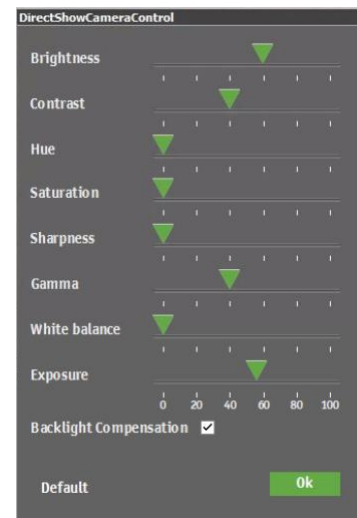 DirectShowCameraControl
Brightness
Contrast
Hue
Saturation
Sharpness
Gamma
White balance
Exposure
0 20 40 60 80 100
Backlight Compensation
Default Ok